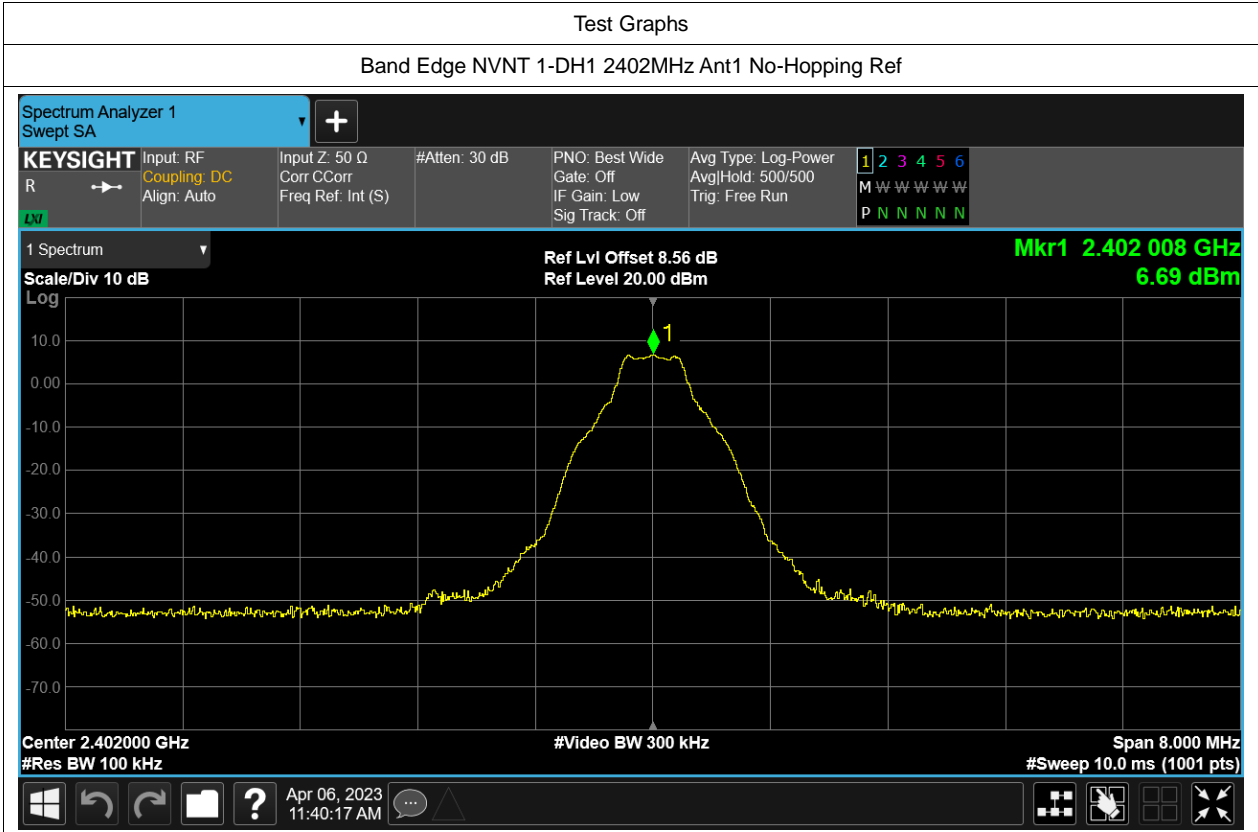 Test Graphs
Band Edge NVNT 1-DH1 2402MHz Ant1 No-Hopping Ref
Spectrum Analyzer 1
Swept SA
KEYSIGHT
R
LXI
Input: RF
Coupling: DC
Align: Auto
Input Z: 50 Ω
Corr CCorr
Freq Ref: Int (S)
#Atten: 30 dB
PNO: Best Wide
Gate: Off
IF Gain: Low
Sig Track: Off
Avg Type: Log-Power
Avg|Hold: 500/500
Trig: Free Run
1 2 3 4 5 6
M W W W W W
P N N N N N
1 Spectrum
Scale/Div 10 dB
Log
Ref Lvl Offset 8.56 dB
Ref Level 20.00 dBm
Mkr1 2.402 008 GHz
6.69 dBm
1
10.0
0.00
-10.0
-20.0
-30.0
-40.0
-50.0
-60.0
-70.0
Center 2.402000 GHz
#Res BW 100 kHz
#Video BW 300 kHz
Span 8.000 MHz
#Sweep 10.0 ms (1001 pts)
?
Apr 06, 2023
11:40:17 AM